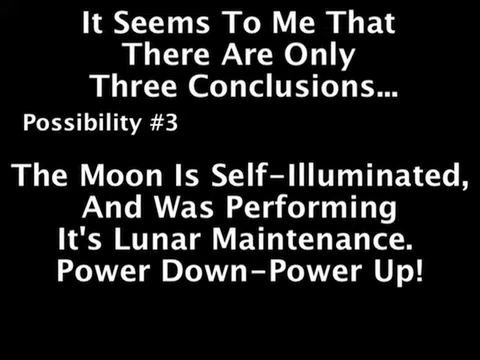 It Seems To Me That
There Are Only
Three Conclusions...
Possibility #3
The Moon Is Self-Illuminated,
And Was Performing
It's Lunar Maintenance.
Power Down-Power Up!